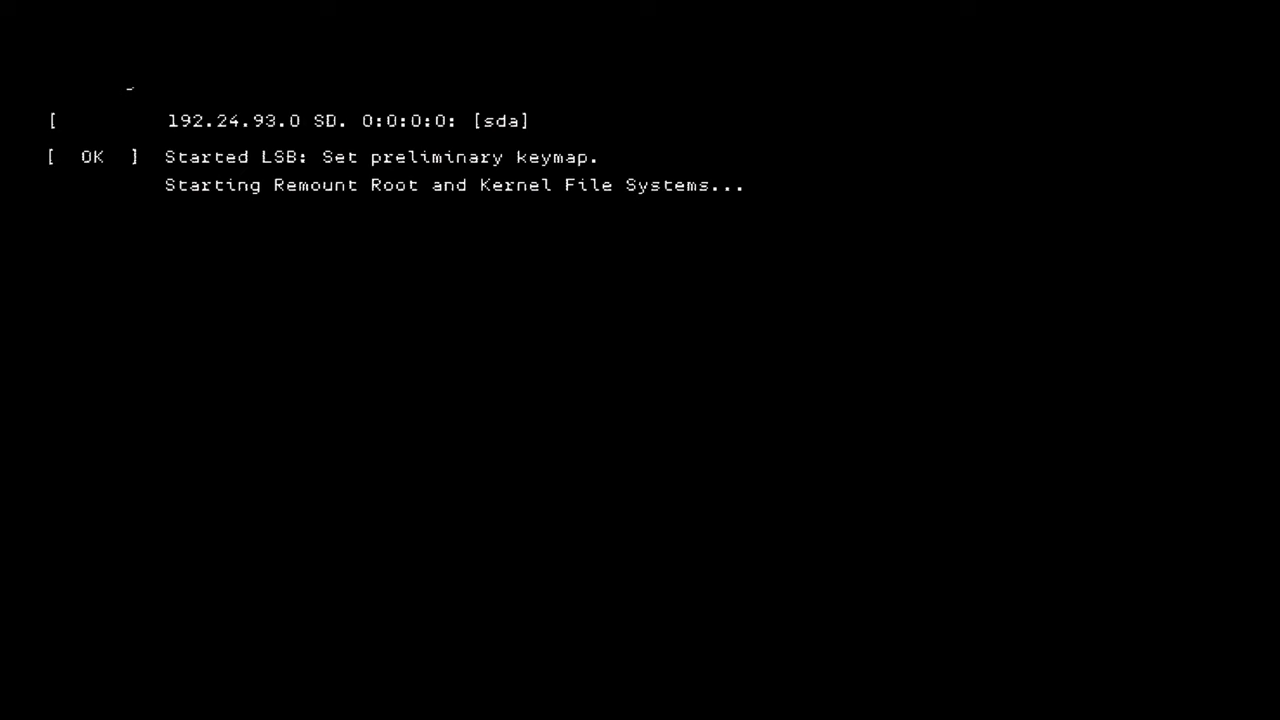 [ 192.24.93.0 SD. 0:0:0:0: [sda]
[ OK ] Started LSB: Set preliminary keymap.
Starting Remount Root and Kernel File Systems...